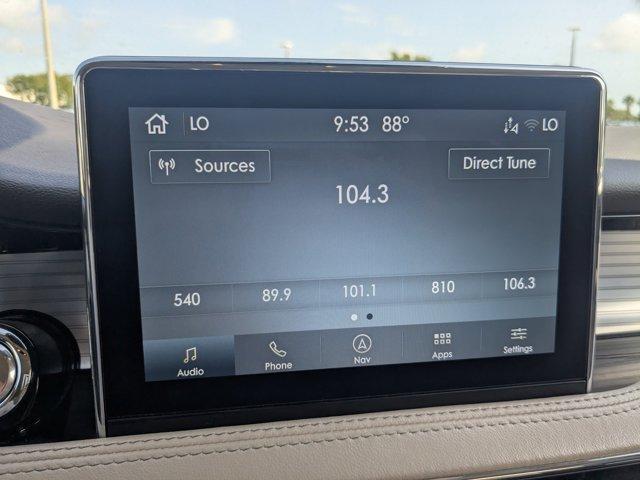 LO 9:53 88° LO
Sources Direct Tune
104.3
540 89.9 101.1 810 106.3
Audio Phone Nav Apps Settings